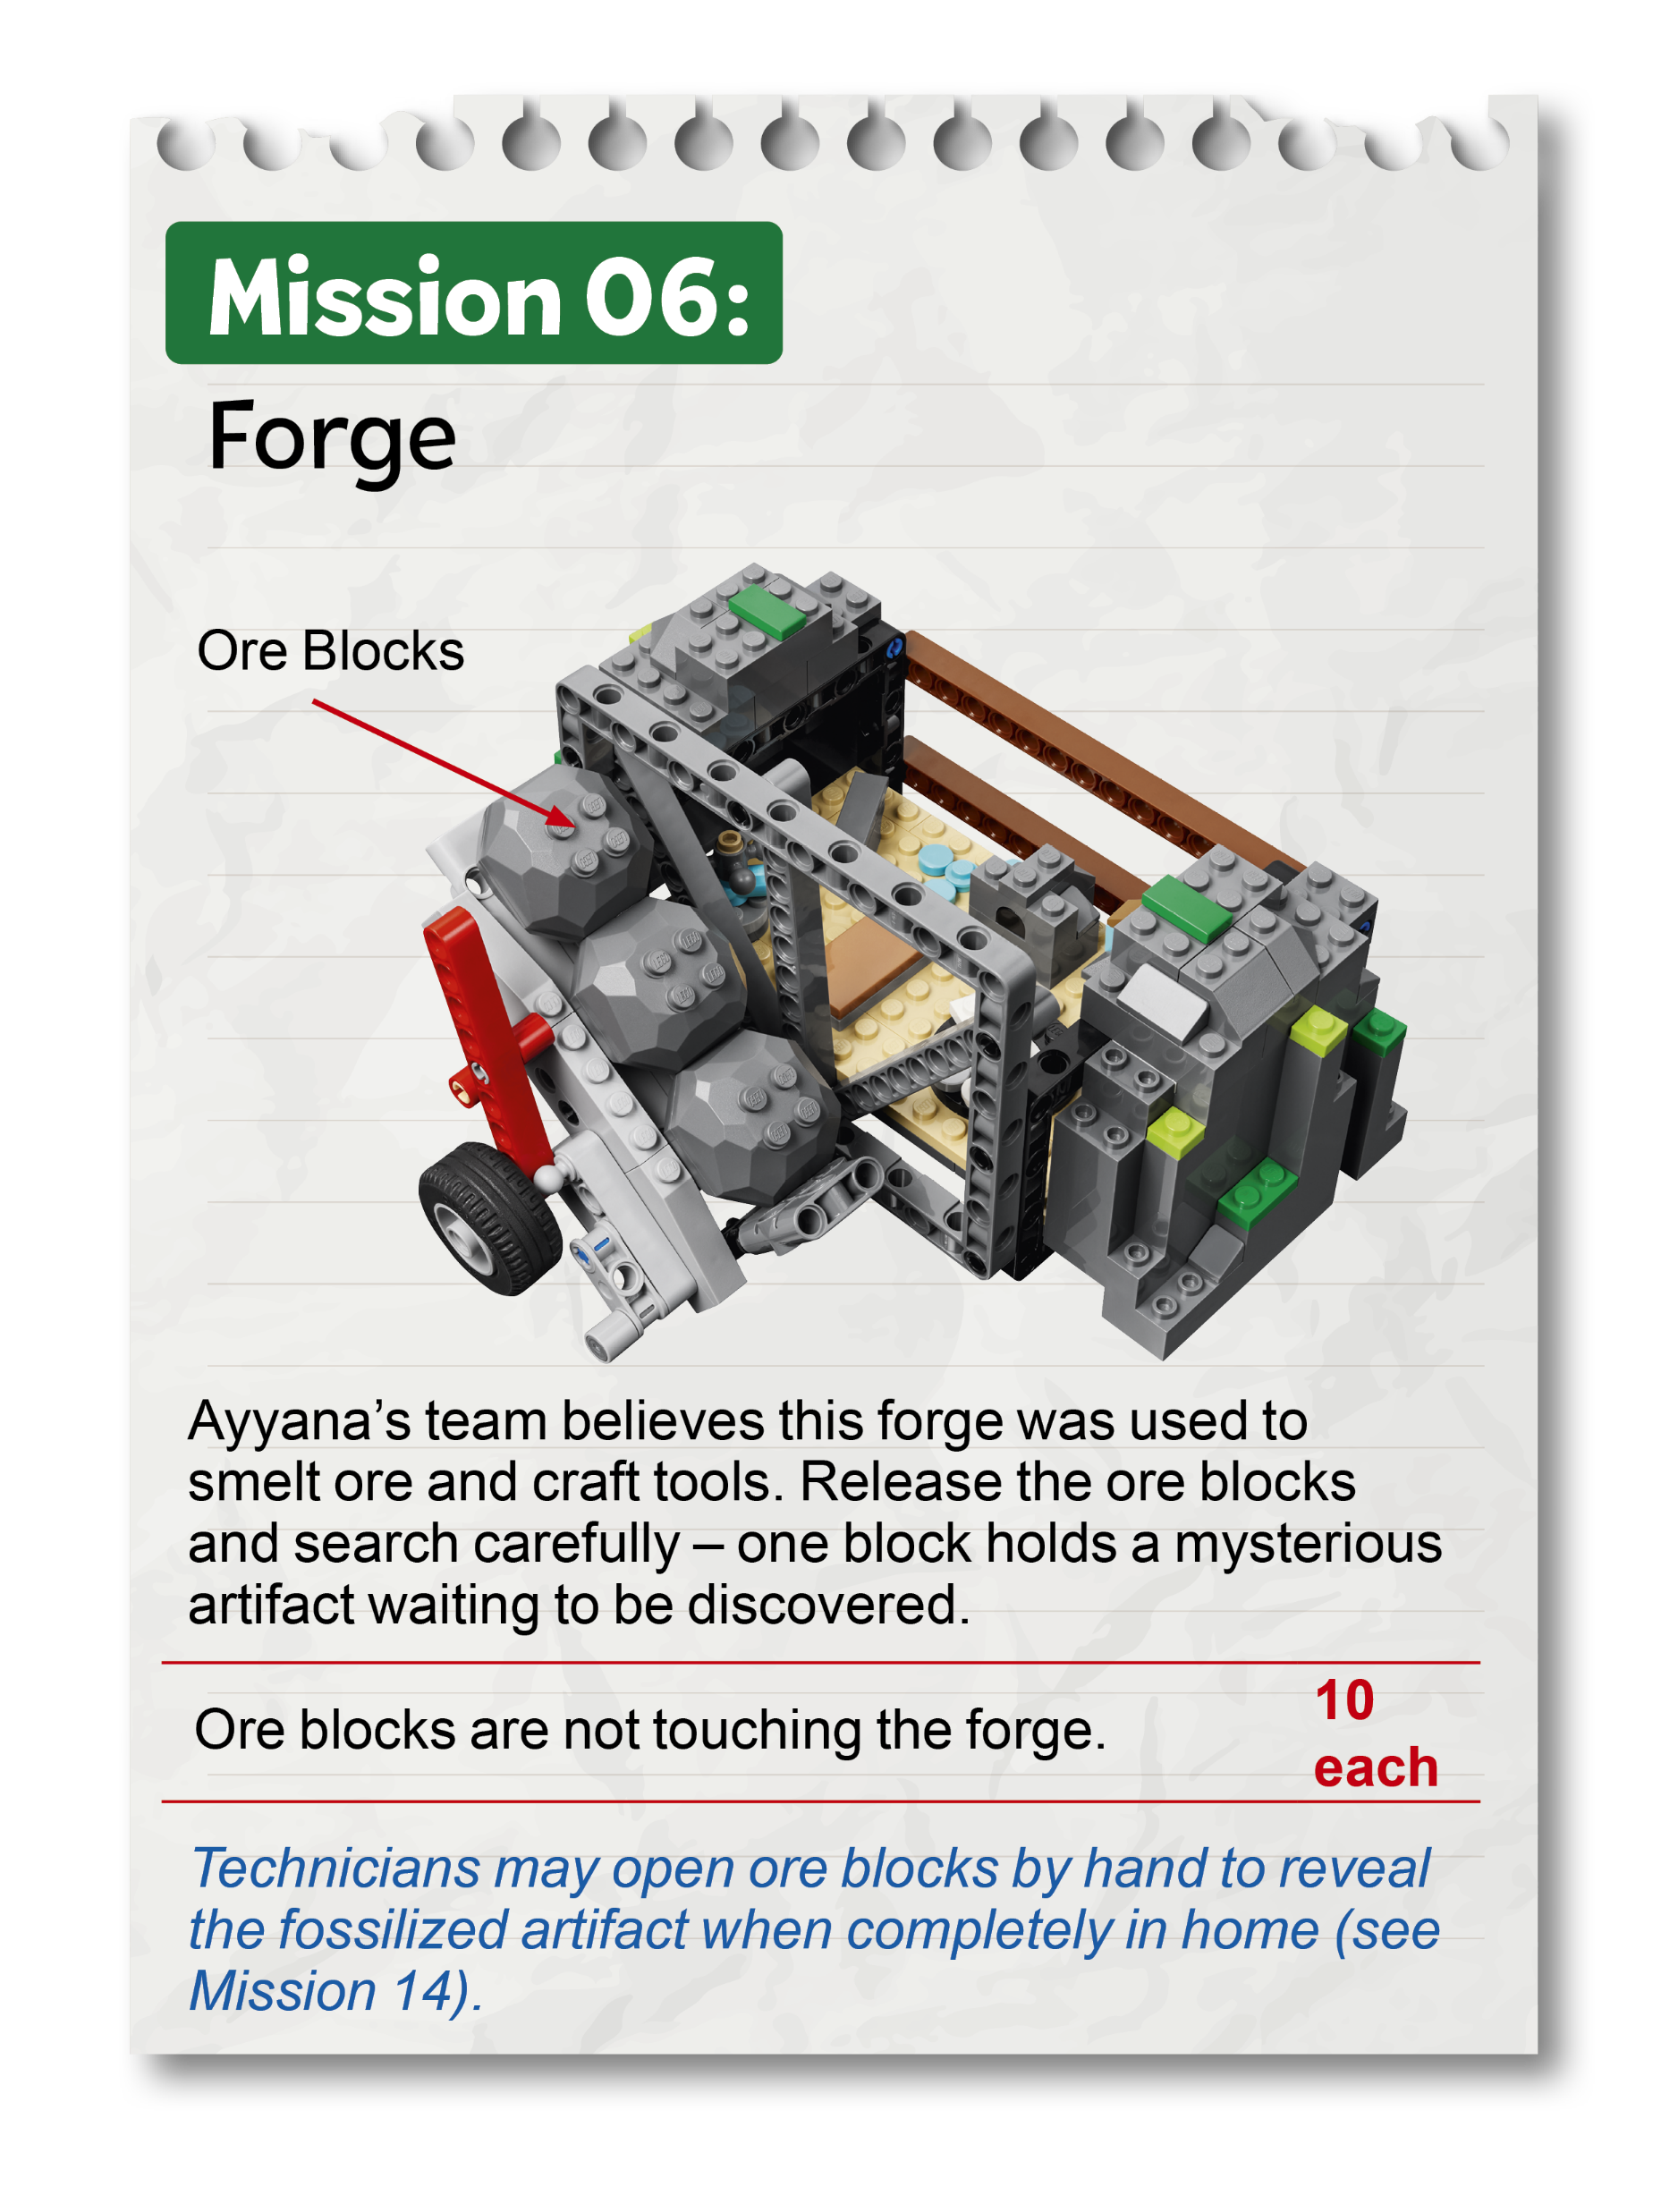 Mission 06:
Forge
Ore Blocks
Ayyana’s team believes this forge was used to
smelt ore and craft tools. Release the ore blocks
and search carefully – one block holds a mysterious
artifact waiting to be discovered.
Ore blocks are not touching the forge.
10
each
Technicians may open ore blocks by hand to reveal
the fossilized artifact when completely in home (see
Mission 14).